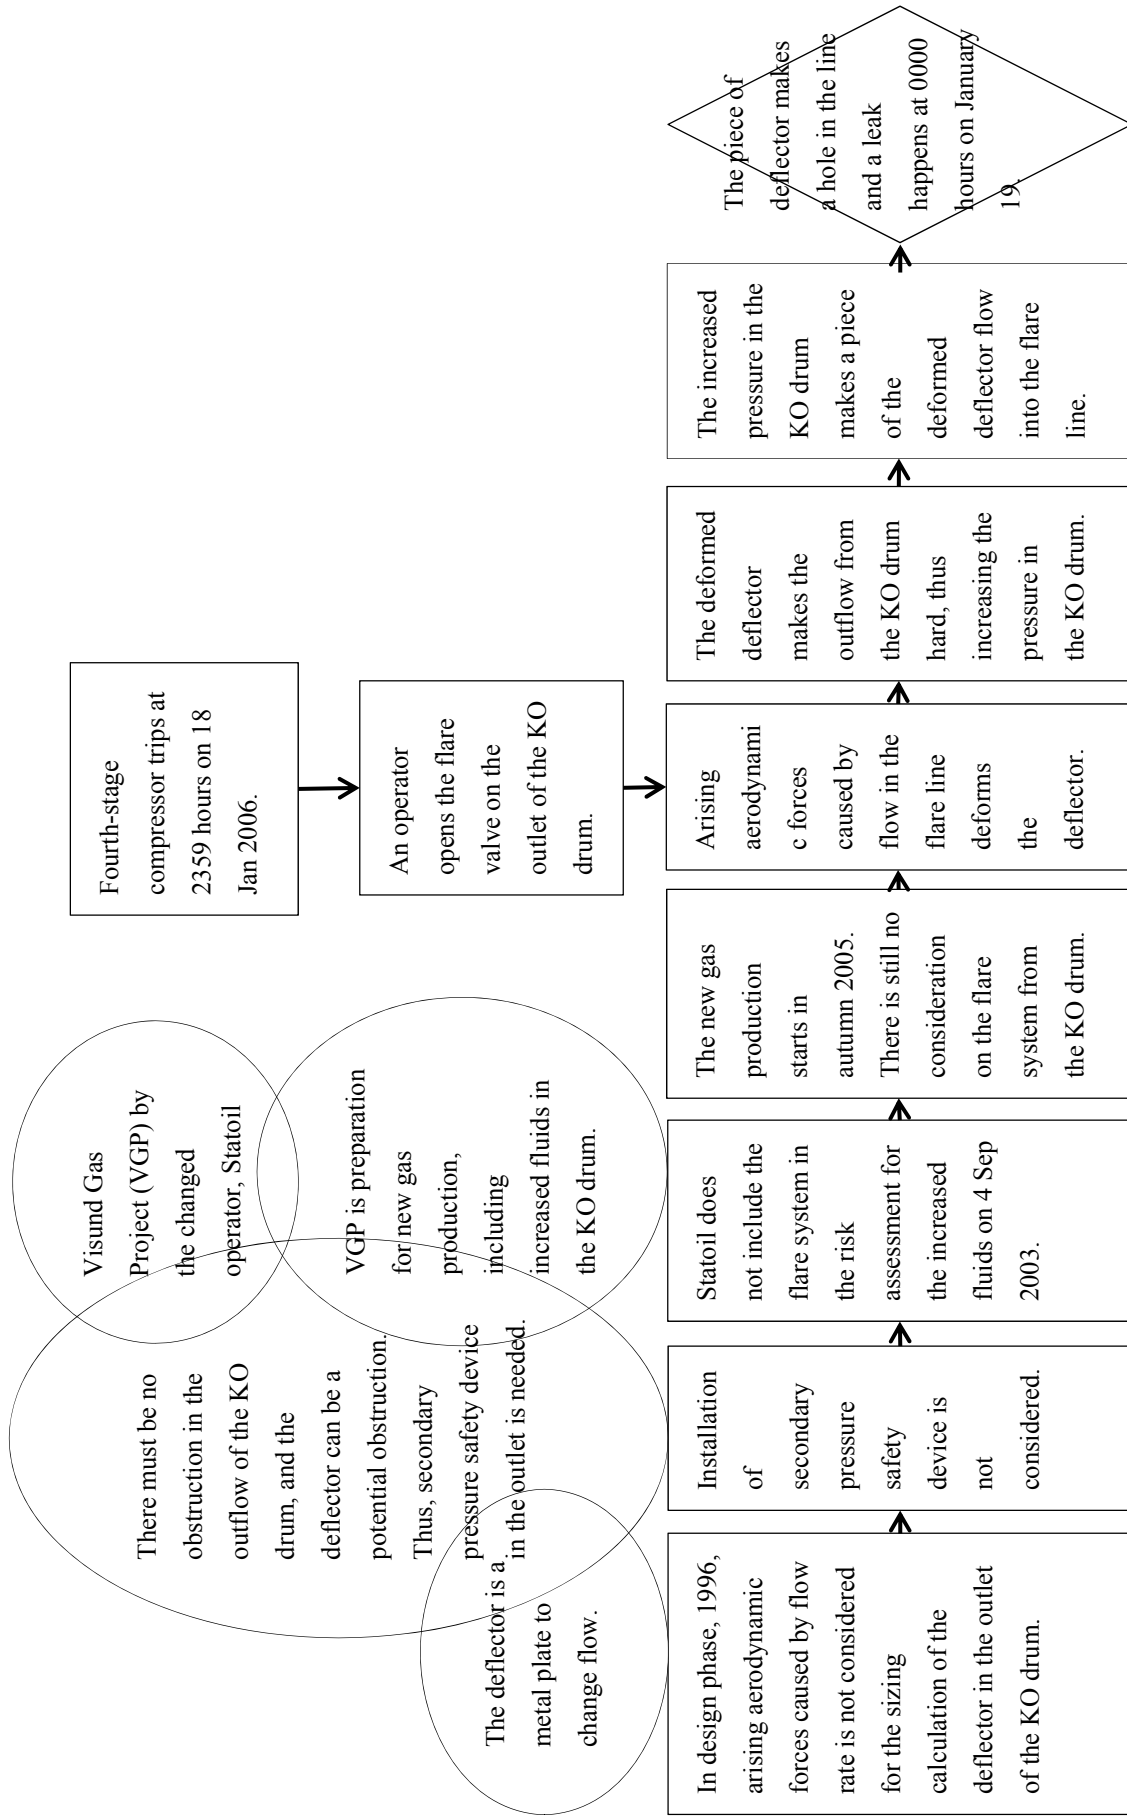 Visund Gas
Project (VGP) by
the changed
operator, Statoil
Fourth-stage
compressor trips at
2359 hours on 18
Jan 2006.
There must be no
obstruction in the
outflow of the KO
drum, and the
deflector can be a
potential obstruction.
Thus, secondary
pressure safety device
in the outlet is needed.
VGP is preparation
for new gas
production,
including
increased fluids in
the KO drum.
An operator
opens the flare
valve on the
outlet of the KO
drum.
The deflector is a
metal plate to
change flow.
In design phase, 1996,
arising aerodynamic
forces caused by flow
rate is not considered
for the sizing
calculation of the
deflector in the outlet
of the KO drum.
Installation
of
secondary
pressure
safety
device is
not
considered.
Statoil does
not include the
flare system in
the risk
assessment for
the increased
fluids on 4 Sep
2003.
The new gas
production
starts in
autumn 2005.
There is still no
consideration
on the flare
system from
the KO drum.
Arising
aerodynami
c forces
caused by
flow in the
flare line
deforms
the
deflector.
The deformed
deflector
makes the
outflow from
the KO drum
hard, thus
increasing the
pressure in
the KO drum.
The increased
pressure in the
KO drum
makes a piece
of the
deformed
deflector flow
into the flare
line.
The piece of
deflector makes
a hole in the line
and a leak
happens at 0000
hours on January
19.